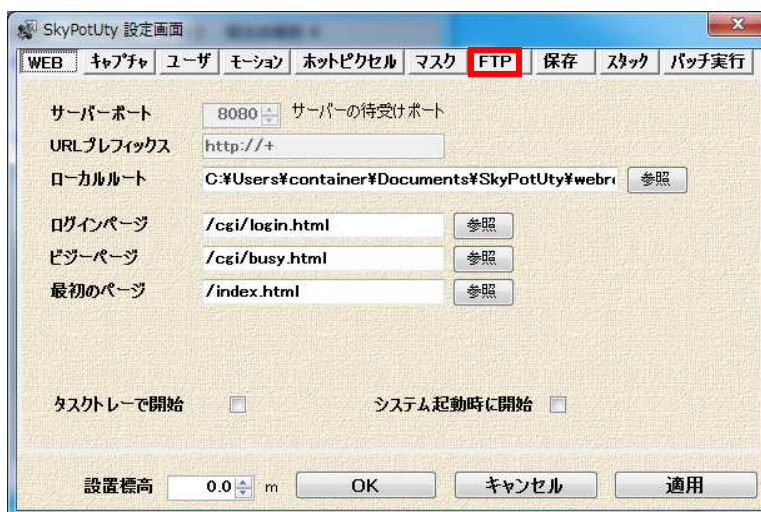 SkyPotUty 設定画面
WEB キャプチャ ユーザ モーション ホットピクセル マスク FTP 保存 スタック バッチ実行
サーバーポート 8080 サーバーの待受けポート
URLプレフィックス http://+
ローカルルート C:¥Users¥container¥Documents¥SkyPotUty¥webr 参照
ログインページ /cgi/login.html 参照
ビジーページ /cgi/busy.html 参照
最初のページ /index.html 参照
タスクトレーで開始 システム起動時に開始
設置標高 0.0 m OK キャンセル 適用